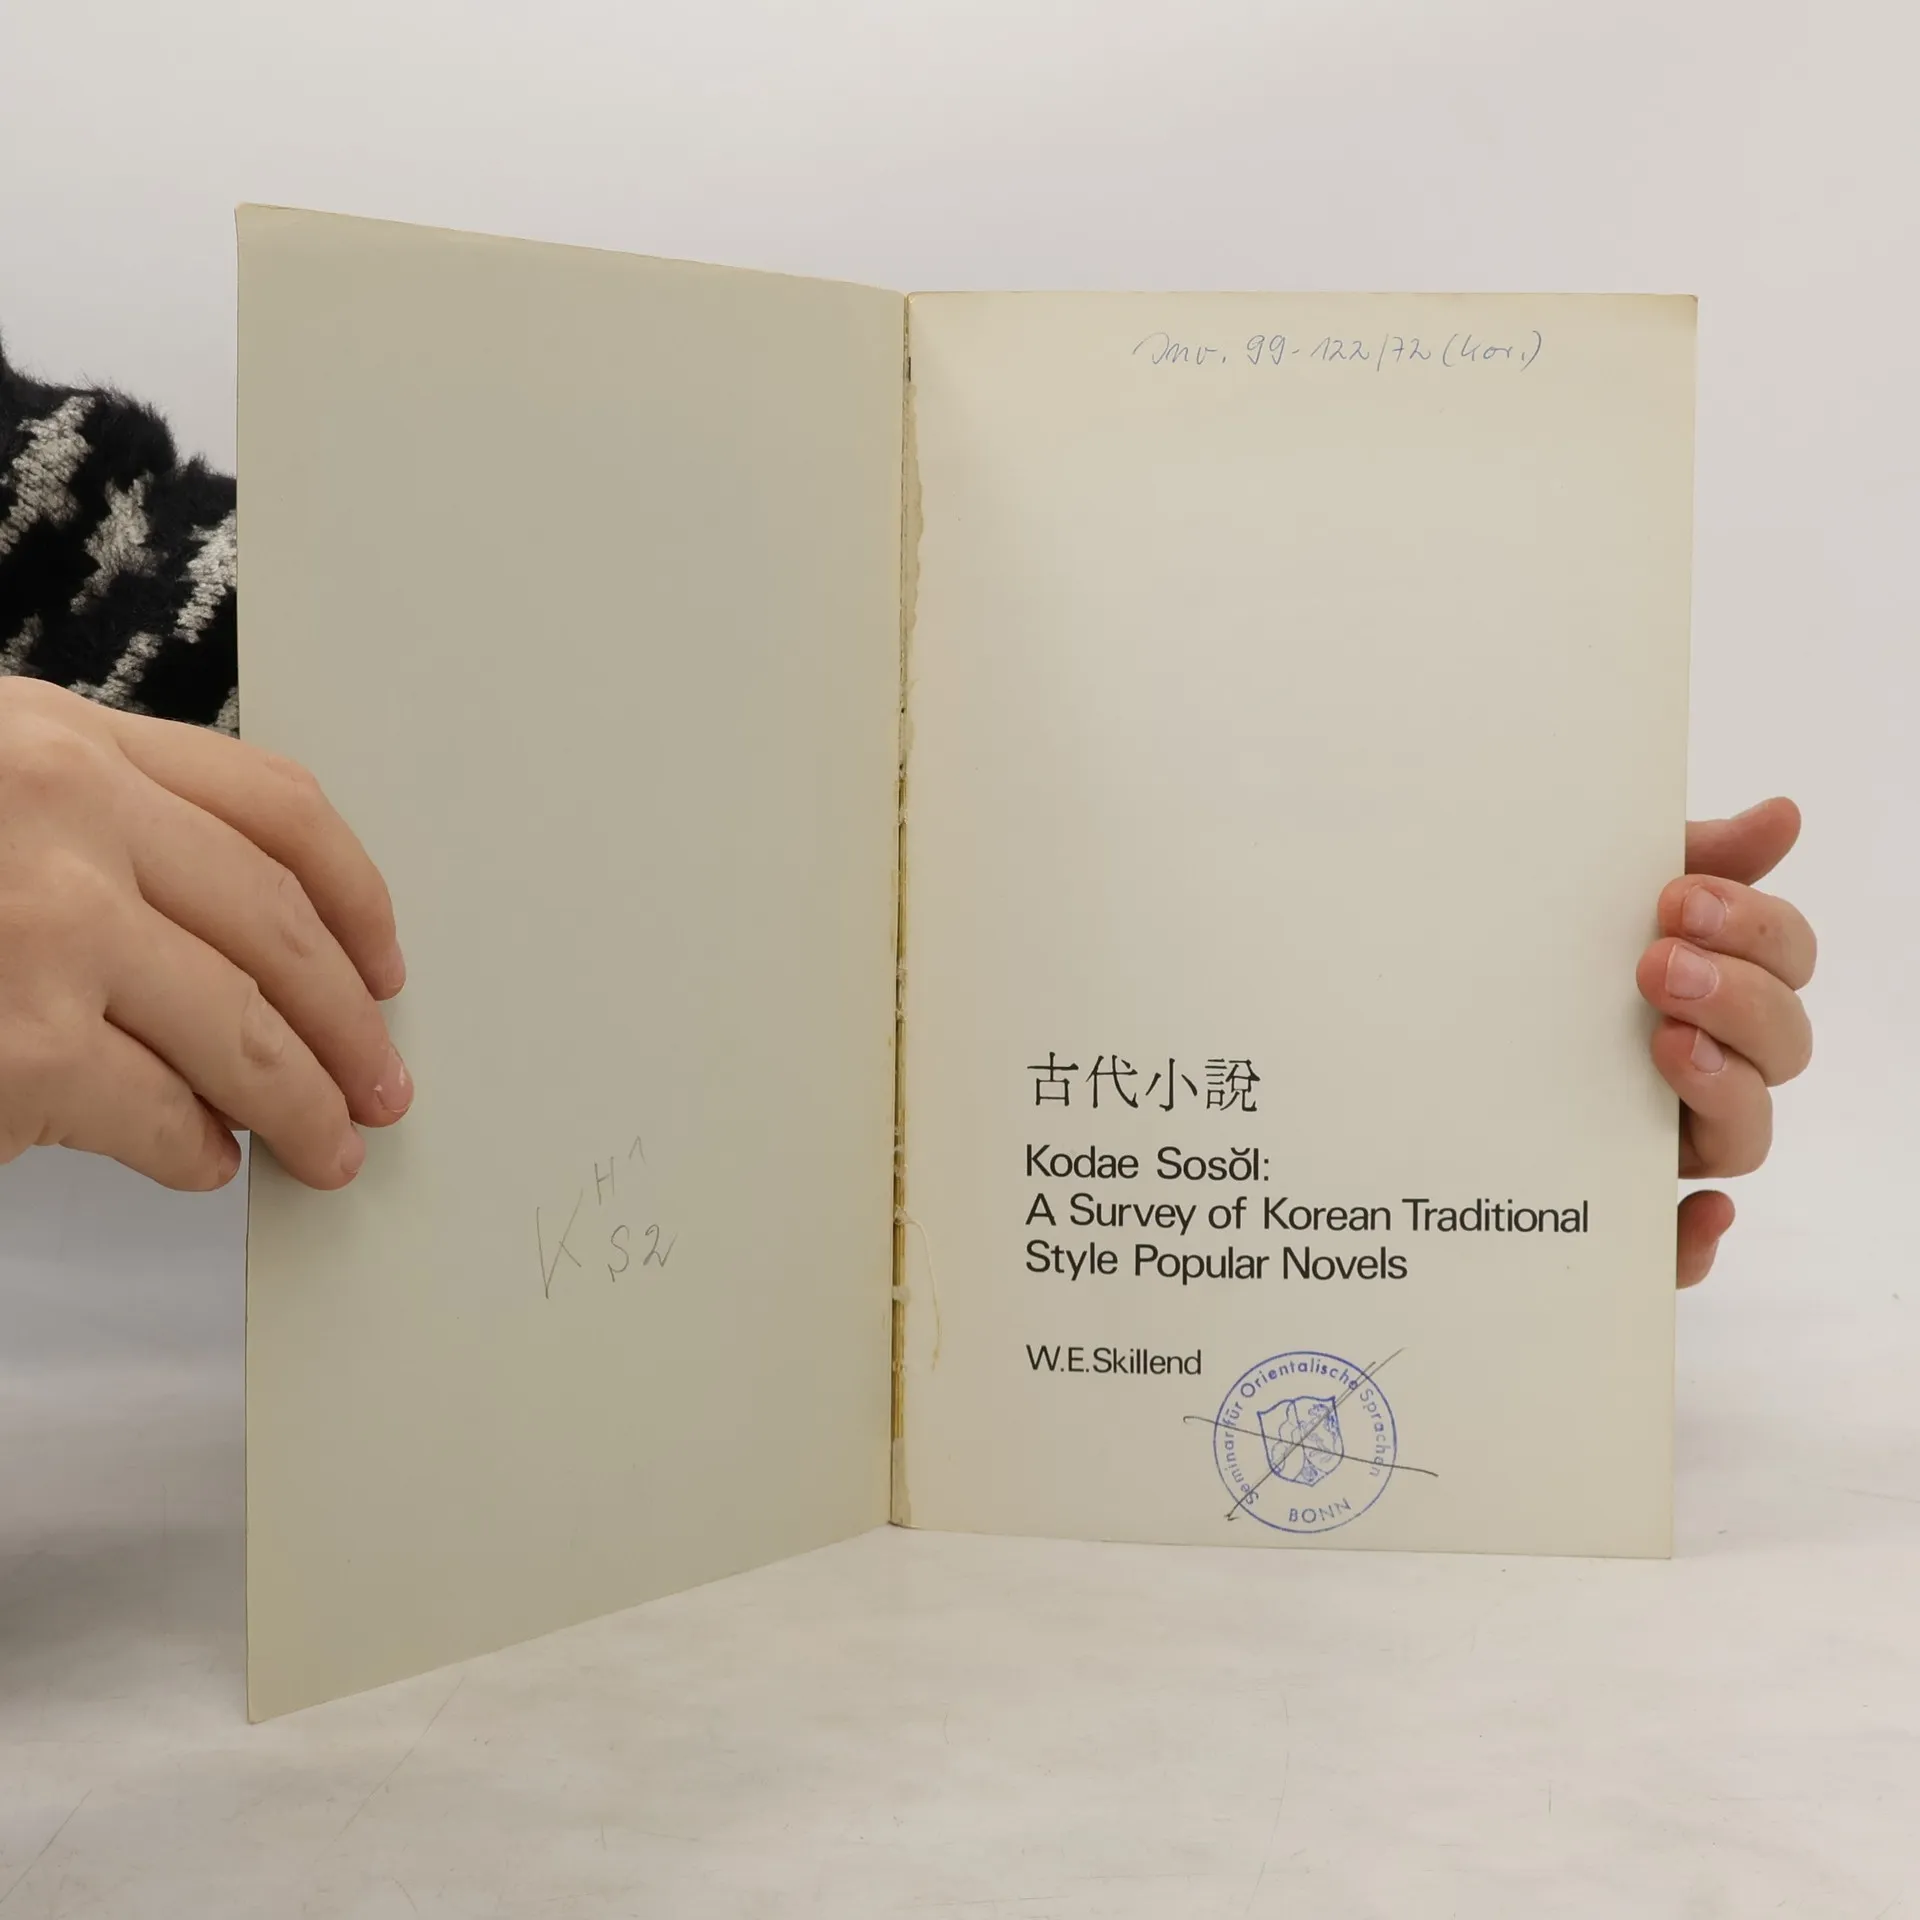 Inv. 99-122/72 (Kor.)
H 1
K S2
古代小說
Kodae Sosŏl:
A Survey of Korean Traditional
Style Popular Novels
W.E.Skillend
Seminar für Orientalische Sprachen
BONN